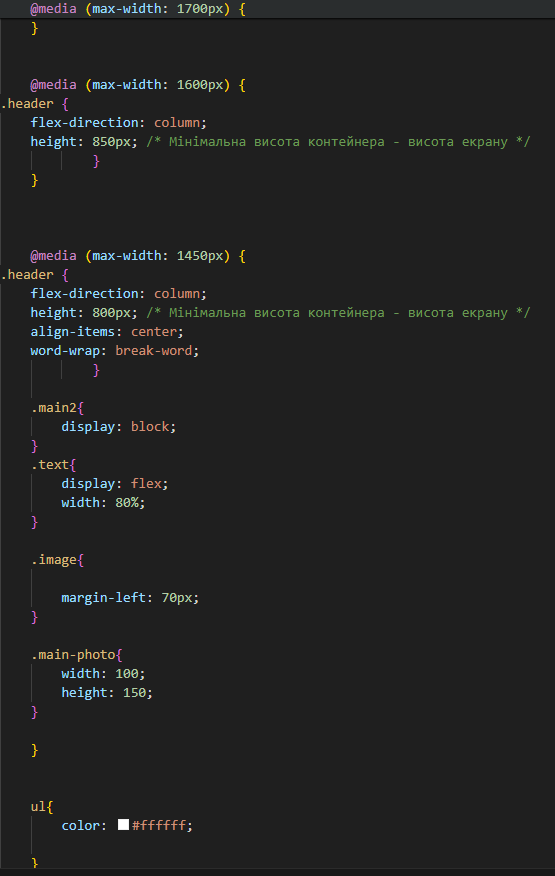 @media (max-width: 1700px) {
}
@media (max-width: 1600px) {
.header {
flex-direction: column;
height: 850px; /* Мінімальна висота контейнера - висота екрану */
}
}
@media (max-width: 1450px) {
.header {
flex-direction: column;
height: 800px; /* Мінімальна висота контейнера - висота екрану */
align-items: center;
word-wrap: break-word;
}
.main2{
display: block;
}
.text{
display: flex;
width: 80%;
}
.image{
margin-left: 70px;
}
.main-photo{
width: 100;
height: 150;
}
}
ul{
color: #ffffff;
}